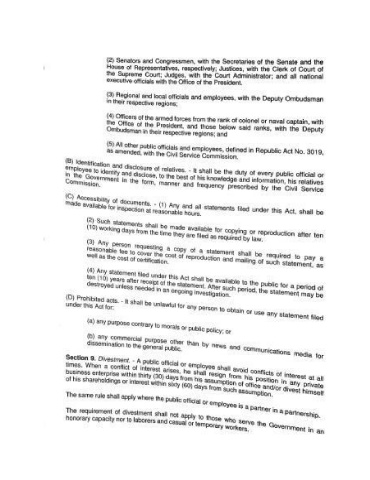 (2) Senators and Congressmen, with the Secretaries of the Senate and the
House of Representatives, respectively; Justices, with the Clerk of Court of
the Supreme Court; Judges, with the Court Administrator; and all national
executive officials with the Office of the President.
(3) Regional and local officials and employees, with the Deputy Ombudsman
in their respective regions;
(4) Officers of the armed forces from the rank of colonel or naval captain, with
the Office of the President, and those below said ranks, with the Deputy
Ombudsman in their respective regions; and
(5) All other public officials and employees, defined in Republic Act No. 3019,
as amended, with the Civil Service Commission.
(B) Identification and disclosure of relatives. - It shall be the duty of every public official or
employee to identify and disclose, to the best of his knowledge and information, his relatives
in the Government in the form, manner and frequency prescribed by the Civil Service
Commission.
(C) Accessibility of documents. - (1) Any and all statements filed under this Act, shall be
made available for inspection at reasonable hours.
(2) Such statements shall be made available for copying or reproduction after ten
(10) working days from the time they are filed as required by law.
(3) Any person requesting a copy of a statement shall be required to pay a
reasonable fee to cover the cost of reproduction and mailing of such statement, as
well as the cost of certification.
(4) Any statement filed under this Act shall be available to the public for a period of
ten (10) years after receipt of the statement. After such period, the statement may be
destroyed unless needed in an ongoing investigation.
(D) Prohibited acts. - It shall be unlawful for any person to obtain or use any statement filed
under this Act for:
(a) any purpose contrary to morals or public policy; or
(b) any commercial purpose other than by news and communications media for
dissemination to the general public.
Section 9. Divestment. - A public official or employee shall avoid conflicts of interest at all
times. When a conflict of interest arises, he shall resign from his position in any private
business enterprise within thirty (30) days from his assumption of office and/or divest himself
of his shareholdings or interest within sixty (60) days from such assumption.
The same rule shall apply where the public official or employee is a partner in a partnership.
The requirement of divestment shall not apply to those who serve the Government in an
honorary capacity nor to laborers and casual or temporary workers.